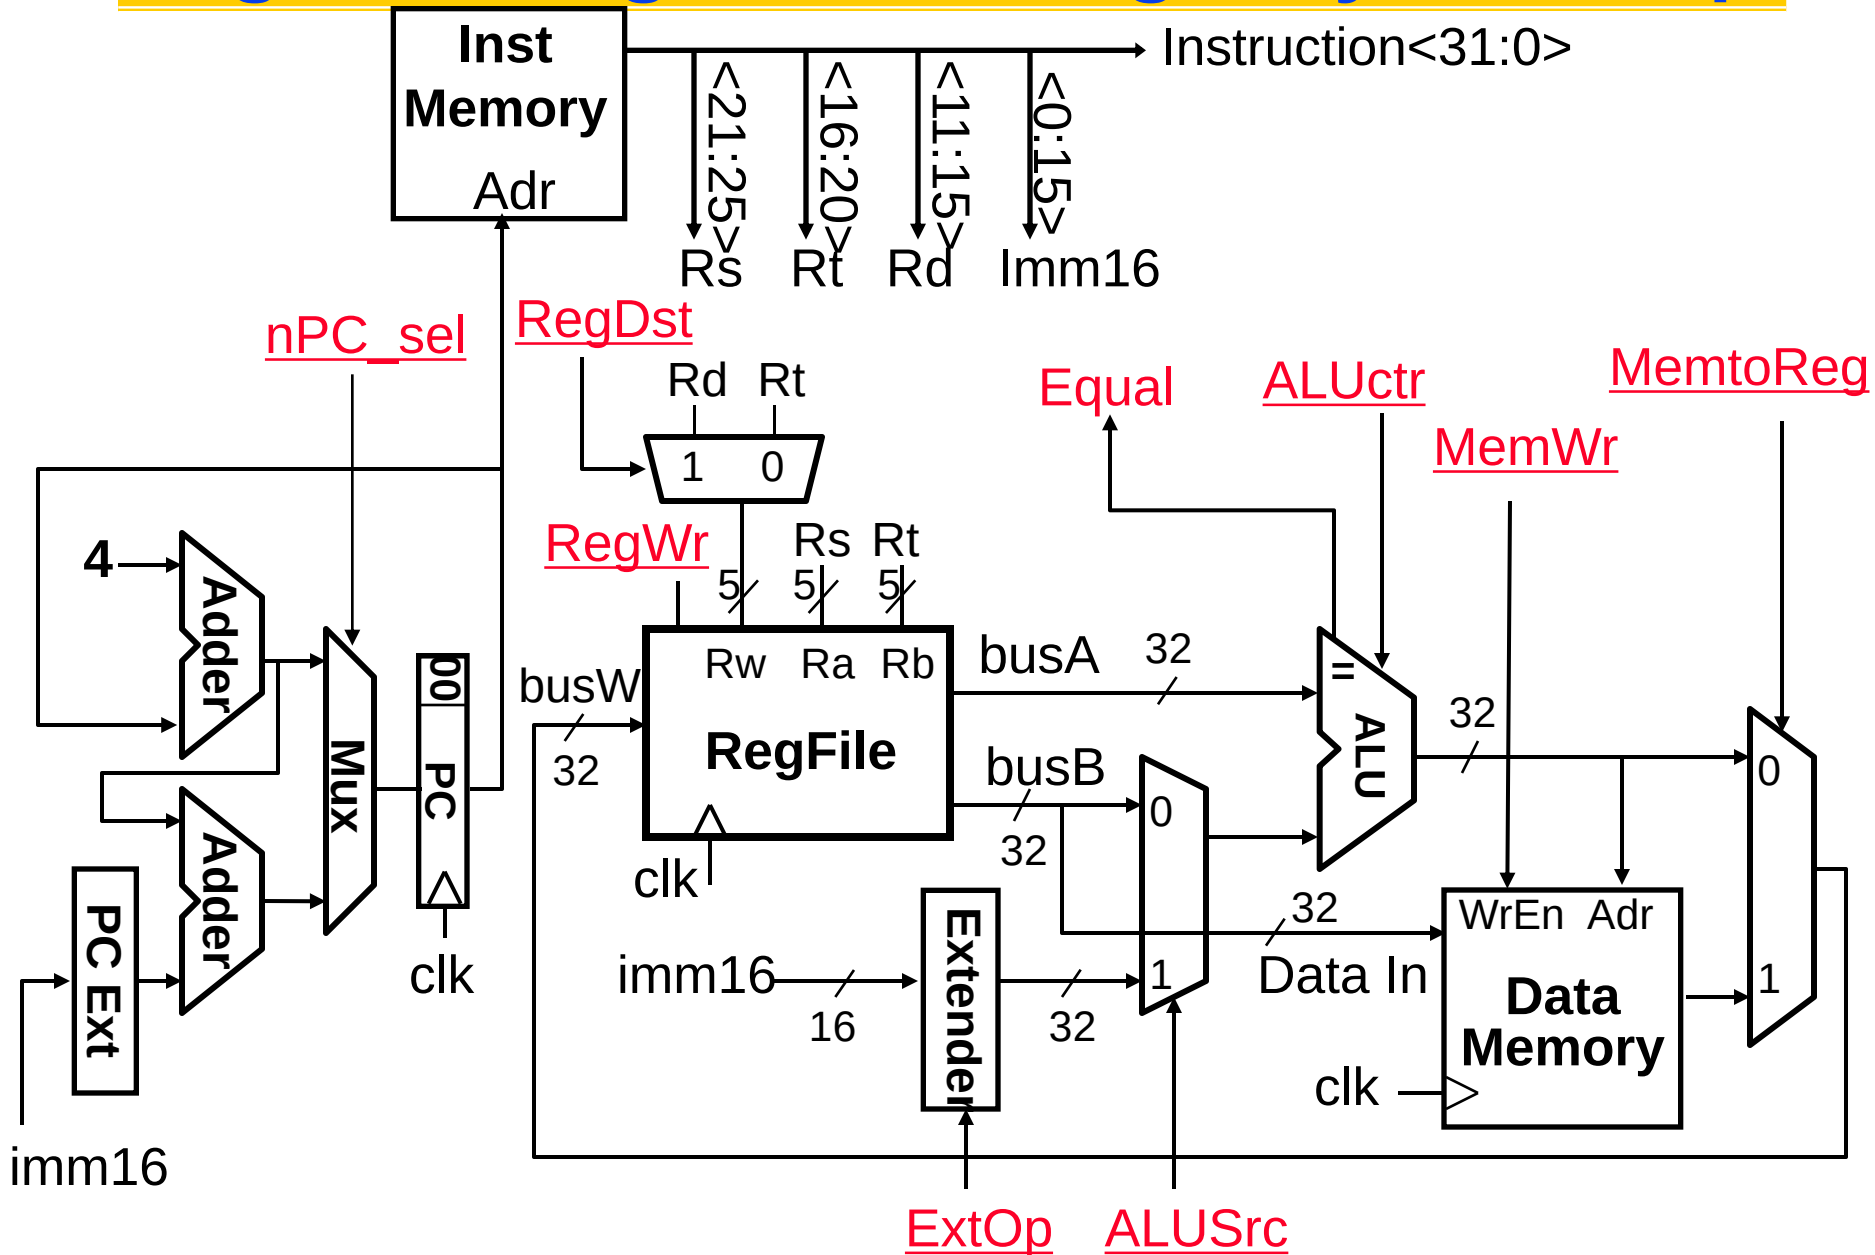 Inst
Memory
Adr
Instruction<31:0>
<21:25>
<16:20>
<11:15>
<0:15>
Rs
Rt
Rd
Imm16
nPC_sel
RegDst
Rd
Rt
1
0
Equal
ALUctr
MemWr
MemtoReg
4
Adder
RegWr
Rs
Rt
5
5
5
Mux
00
PC
clk
busW
32
Rw
Ra
Rb
RegFile
clk
busA
32
busB
32
=
ALU
32
0
1
0
1
Adder
PC Ext
imm16
imm16
16
Extender
32
32
Data In
WrEn
Adr
Data
Memory
clk
ExtOp
ALUSrc